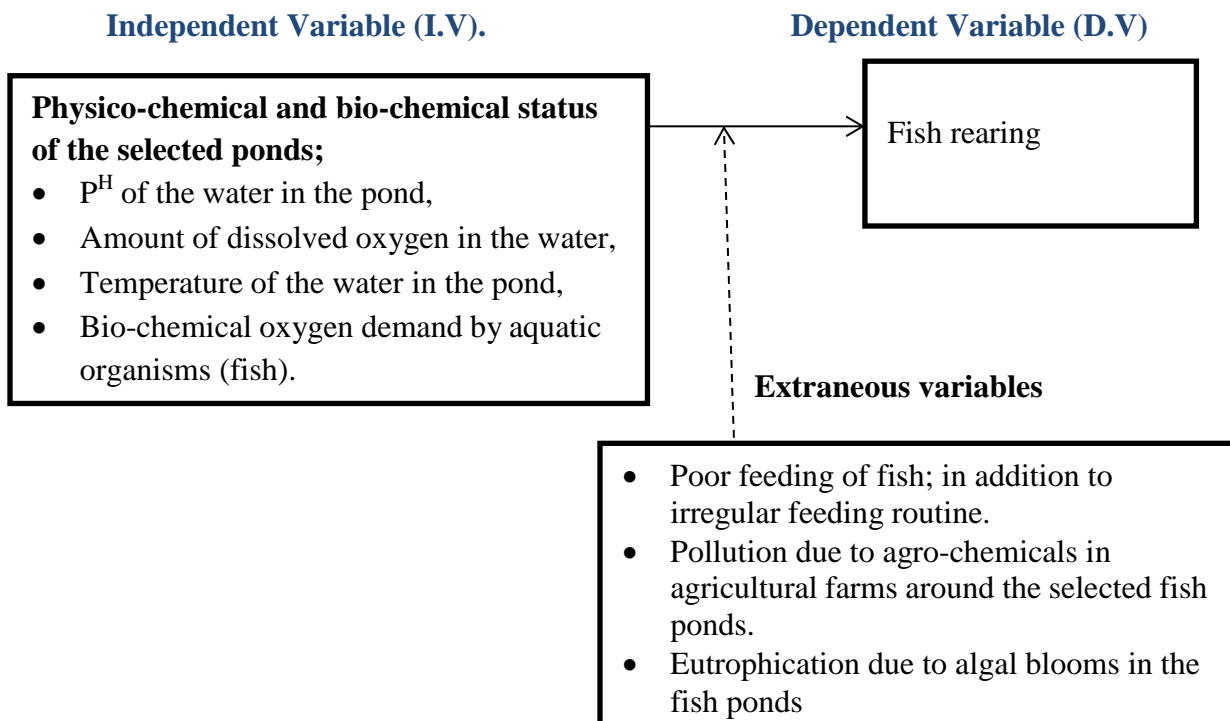 Independent Variable (I.V).
Dependent Variable (D.V)
Physico-chemical and bio-chemical status
of the selected ponds;
• P^H of the water in the pond,
• Amount of dissolved oxygen in the water,
• Temperature of the water in the pond,
• Bio-chemical oxygen demand by aquatic
organisms (fish).
Fish rearing
Extraneous variables
• Poor feeding of fish; in addition to
irregular feeding routine.
• Pollution due to agro-chemicals in
agricultural farms around the selected fish
ponds.
• Eutrophication due to algal blooms in the
fish ponds